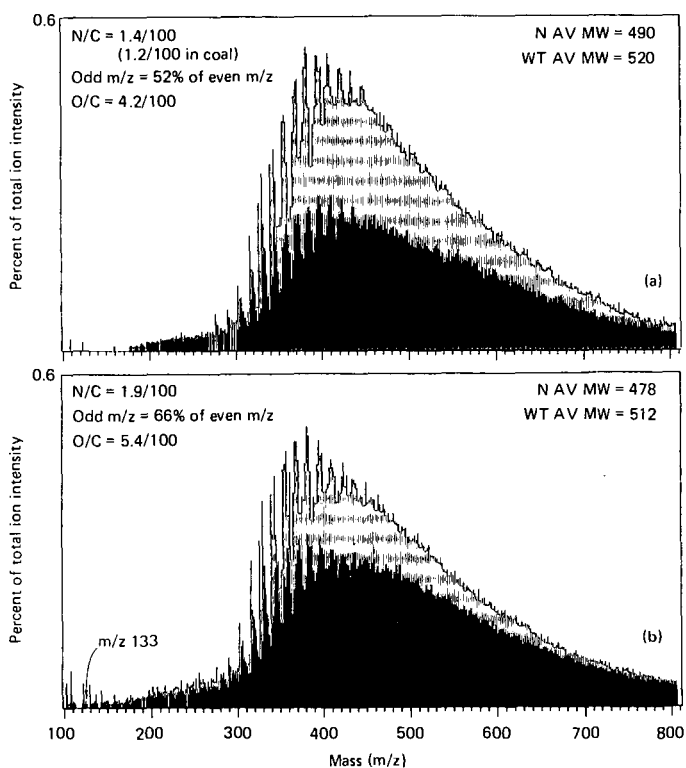 0.6
N/C = 1.4/100
(1.2/100 in coal)
Odd m/z = 52% of even m/z
O/C = 4.2/100
N AV MW = 490
WT AV MW = 520
Percent of total ion intensity
(a)
0.6
N/C = 1.9/100
Odd m/z = 66% of even m/z
O/C = 5.4/100
N AV MW = 478
WT AV MW = 512
Percent of total ion intensity
(b)
m/z 133
100 200 300 400 500 600 700 800
Mass (m/z)